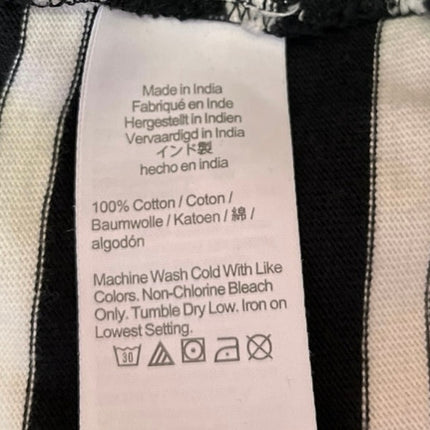 Made in India
Fabriqué en Inde
Hergestellt in Indien
Vervaardigd in India
インド製
hecho en india
100% Cotton / Coton /
Baumwolle / Katoen / 綿 /
algodón
Machine Wash Cold With Like
Colors. Non-Chlorine Bleach
Only. Tumble Dry Low. Iron on
Lowest Setting.
30